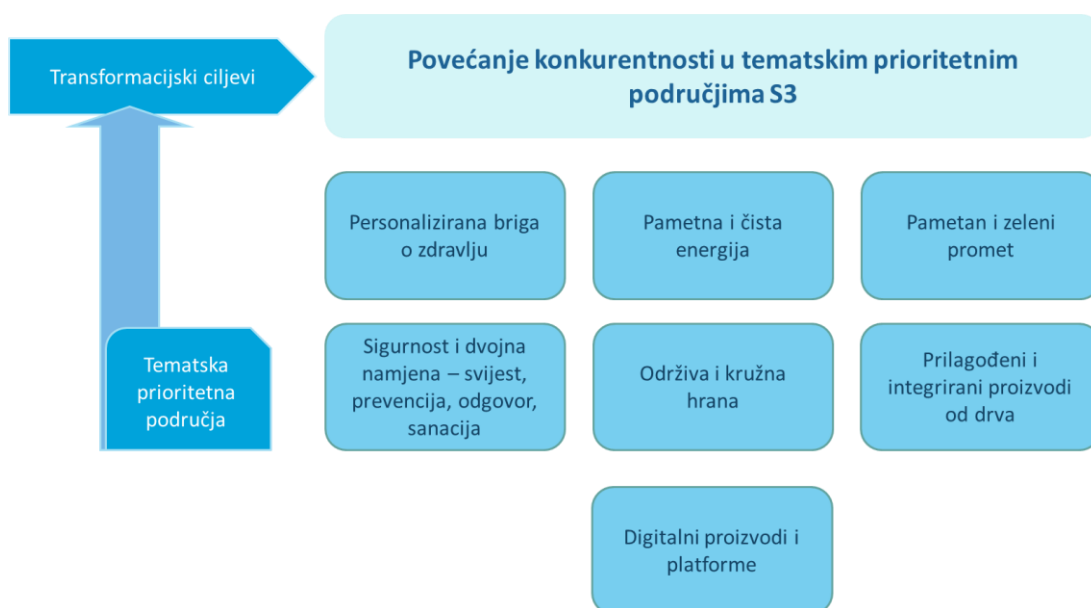 Transformacijski ciljevi
Povećanje konkurentnosti u tematskim prioritetnim
područjima S3
Personalizirana briga
o zdravlju
Pametna i čista
energija
Pametan i zeleni
promet
Tematska
prioritetna
područja
Sigurnost i dvojna
namjena – svijest,
prevencija, odgovor,
sanacija
Održiva i kružna
hrana
Prilagođeni i
integrirani proizvodi
od drva
Digitalni proizvodi i
platforme